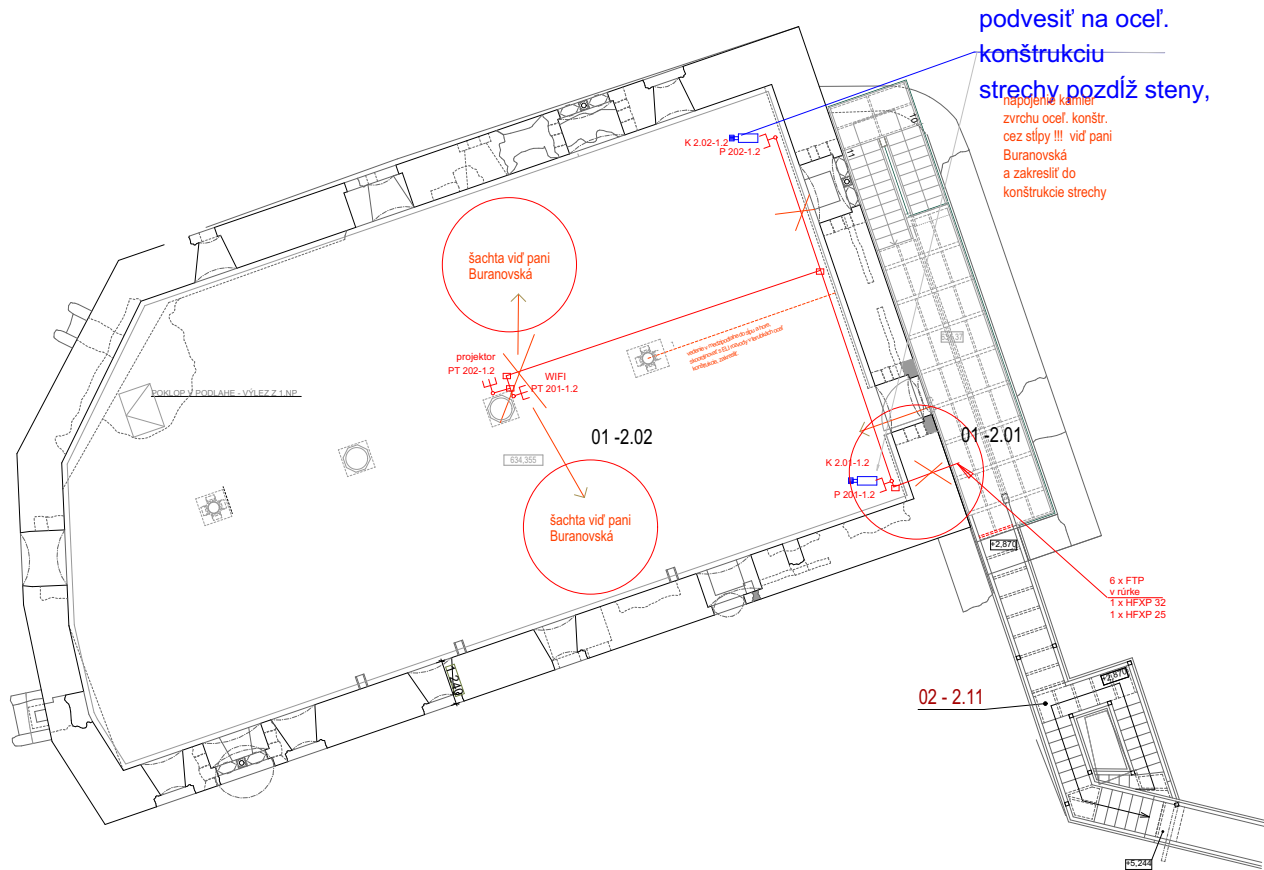 podvesiť na oceľ.
konštrukciu
strechy pozdĺž steny,
napojenie kamier
zvrchu oceľ. konštr.
cez stĺpy !!! viď pani
Buranovská
a zakresliť do
konštrukcie strechy
K 2.02-1.2
P 202-1.2
šachta viď pani
Buranovská
projektor
PT 202-1.2
WIFI
PT 201-1.2
POKLOP V PODLAHE - VÝLEZ Z 1.NP
01 -2.02
634,355
01 -2.01
K 2.01-1.2
P 201-1.2
šachta viď pani
Buranovská
+2,870
6 x FTP
v rúrke
1 x HFXP 32
1 x HFXP 25
+2,870
02 - 2.11
+5,244